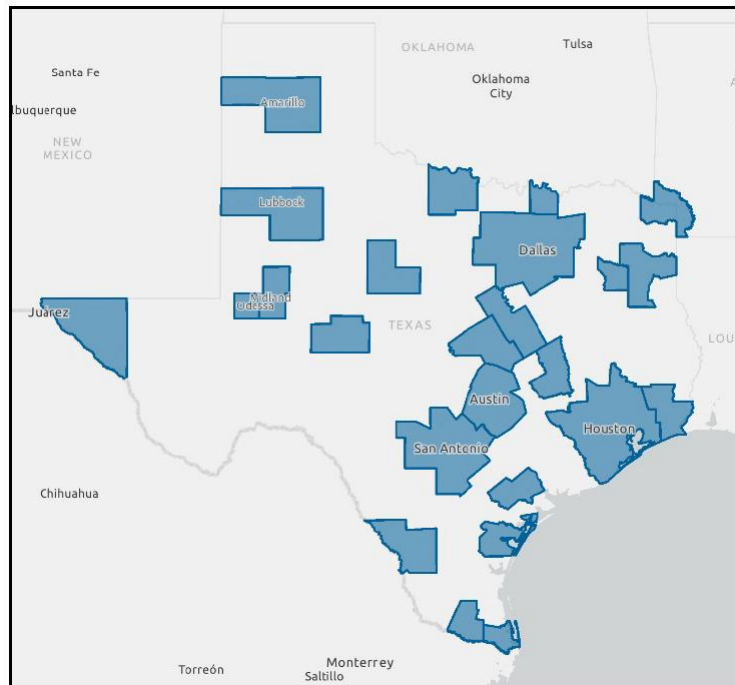 OKLAHOMA
Tulsa
Santa Fe
Oklahoma
City
Amarillo
lbuquerque
NEW
MEXICO
Lubbock
Dallas
Midland
Odessa
Juárez
TEXAS
LOU
Austin
Houston
San Antonio
Chihuahua
Torreón
Monterrey
Saltillo